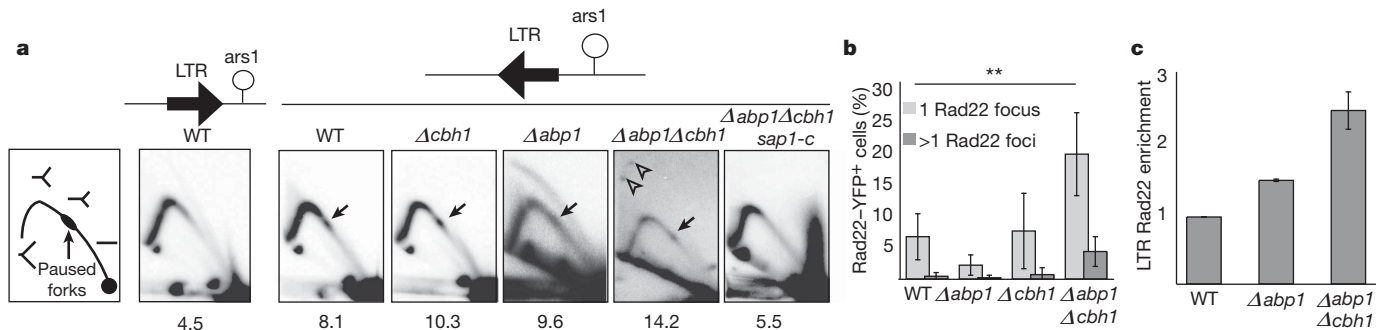 a
LTR
ars1
LTR
ars1
WT
WT
Δcbh1
Δabp1
Δabp1Δcbh1
Δabp1Δcbh1
sap1-c
Paused
forks
4.5
8.1
10.3
9.6
14.2
5.5
b
**
Rad22–YFP+ cells (%)
30
25
20
15
10
5
1 Rad22 focus
>1 Rad22 foci
WT
Δabp1
Δcbh1
Δabp1
Δcbh1
c
LTR Rad22 enrichment
3
2
1
WT
Δabp1
Δabp1
Δcbh1